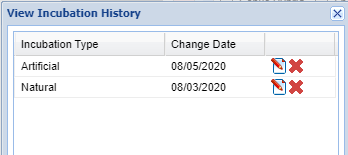 View Incubation History
Incubation Type Change Date
Artificial 08/05/2020
Natural 08/03/2020